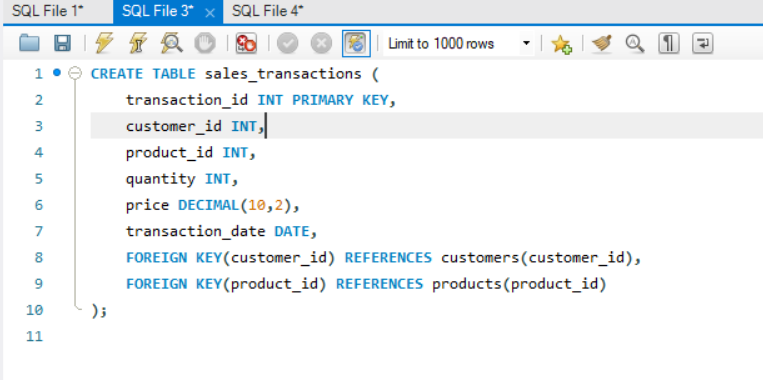 SQL File 1* SQL File 3* × SQL File 4*
Limit to 1000 rows
1 CREATE TABLE sales_transactions (
2 transaction_id INT PRIMARY KEY,
3 customer_id INT,
4 product_id INT,
5 quantity INT,
6 price DECIMAL(10,2),
7 transaction_date DATE,
8 FOREIGN KEY(customer_id) REFERENCES customers(customer_id),
9 FOREIGN KEY(product_id) REFERENCES products(product_id)
10 );
11